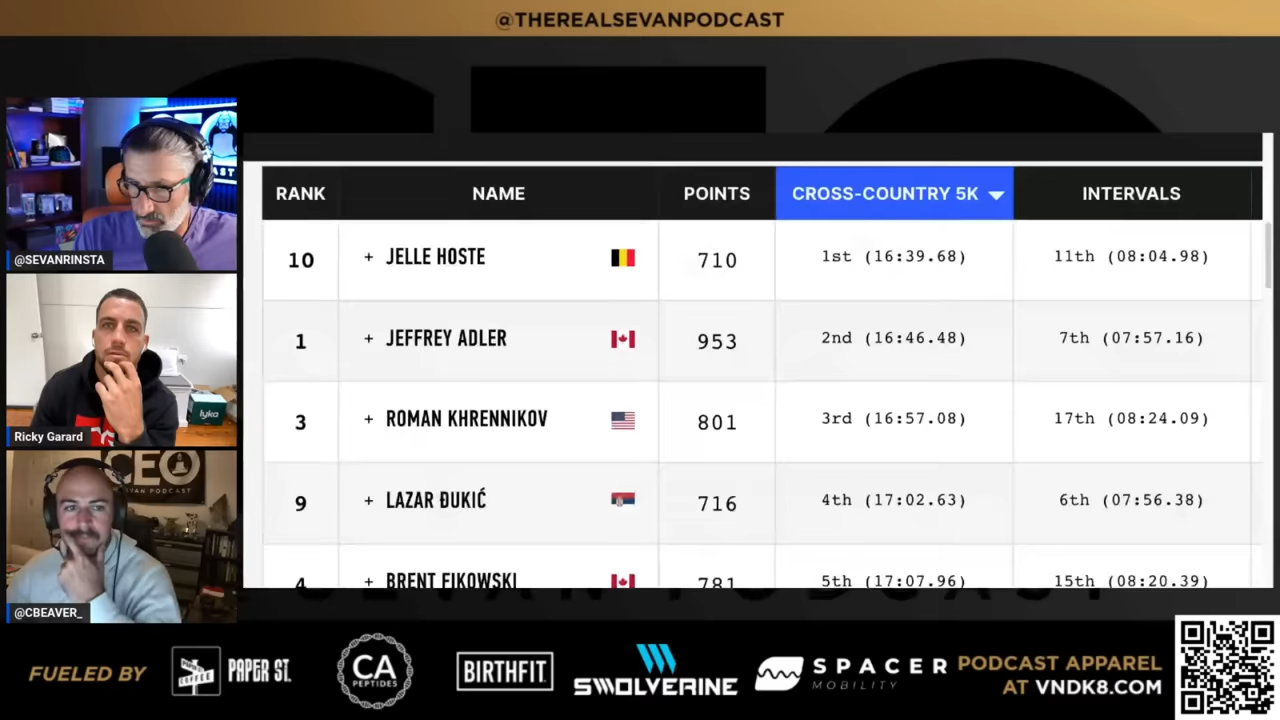 @THEREALSEVANPODCAST
RANK NAME POINTS CROSS-COUNTRY 5K INTERVALS
10 + JELLE HOSTE 710 1st (16:39.68) 11th (08:04.98)
1 + JEFFREY ADLER 953 2nd (16:46.48) 7th (07:57.16)
3 + ROMAN KHRENNIKOV 801 3rd (16:57.08) 17th (08:24.09)
9 + LAZAR ĐUKIĆ 716 4th (17:02.63) 6th (07:56.38)
4 + BRENT FIKOWSKI 781 5th (17:07.96) 15th (08:20.39)
@SEVANRINSTA
lyka
Ricky Garard
CEO
SEVAN PODCAST
@CBEAVER_
FUELED BY
PAPER ST.
CA
PEPTIDES
BIRTHFIT
SWOLVERINE
SPACER
MOBILITY
PODCAST APPAREL
AT VNDK8.COM